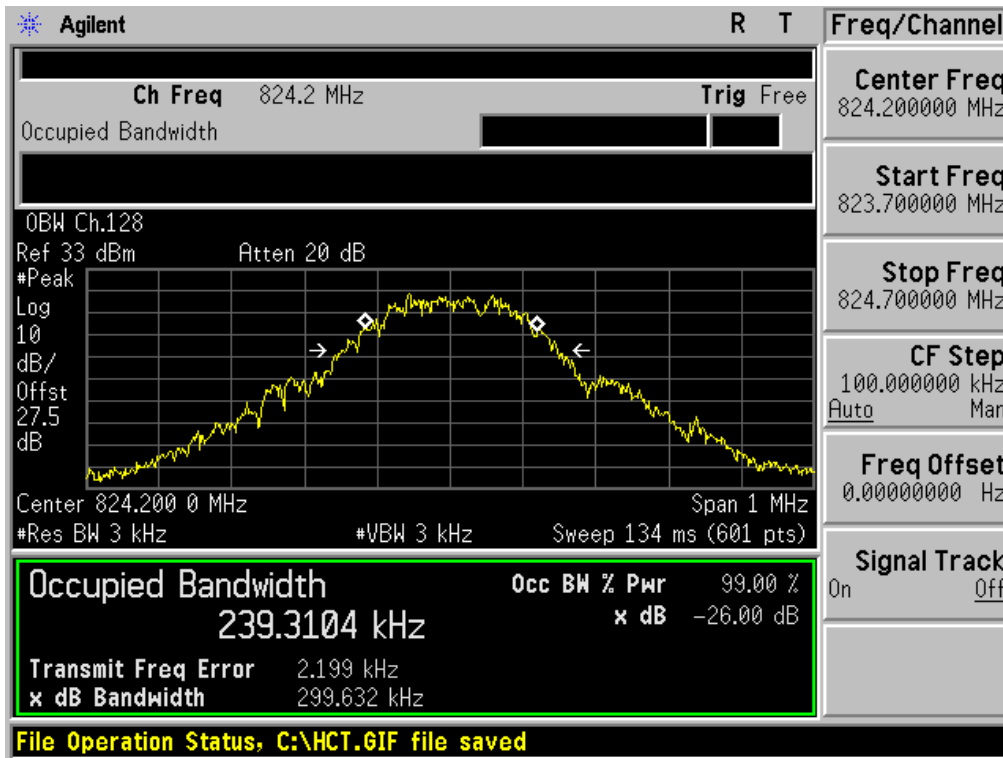 Agilent R T
Ch Freq 824.2 MHz Trig Free
Occupied Bandwidth
OBW Ch.128
Ref 33 dBm Atten 20 dB
#Peak
Log
10
dB/
Offst
27.5
dB
Center 824.200 0 MHz Span 1 MHz
#Res BW 3 kHz #VBW 3 kHz Sweep 134 ms (601 pts)
Occupied Bandwidth
239.3104 kHz
Occ BW % Pwr 99.00 %
x dB -26.00 dB
Transmit Freq Error 2.199 kHz
x dB Bandwidth 299.632 kHz
File Operation Status, C:\HCT.GIF file saved
Freq/Channel
Center Freq
824.200000 MHz
Start Freq
823.700000 MHz
Stop Freq
824.700000 MHz
CF Step
100.000000 kHz
Auto Man
Freq Offset
0.00000000 Hz
Signal Track
On Off